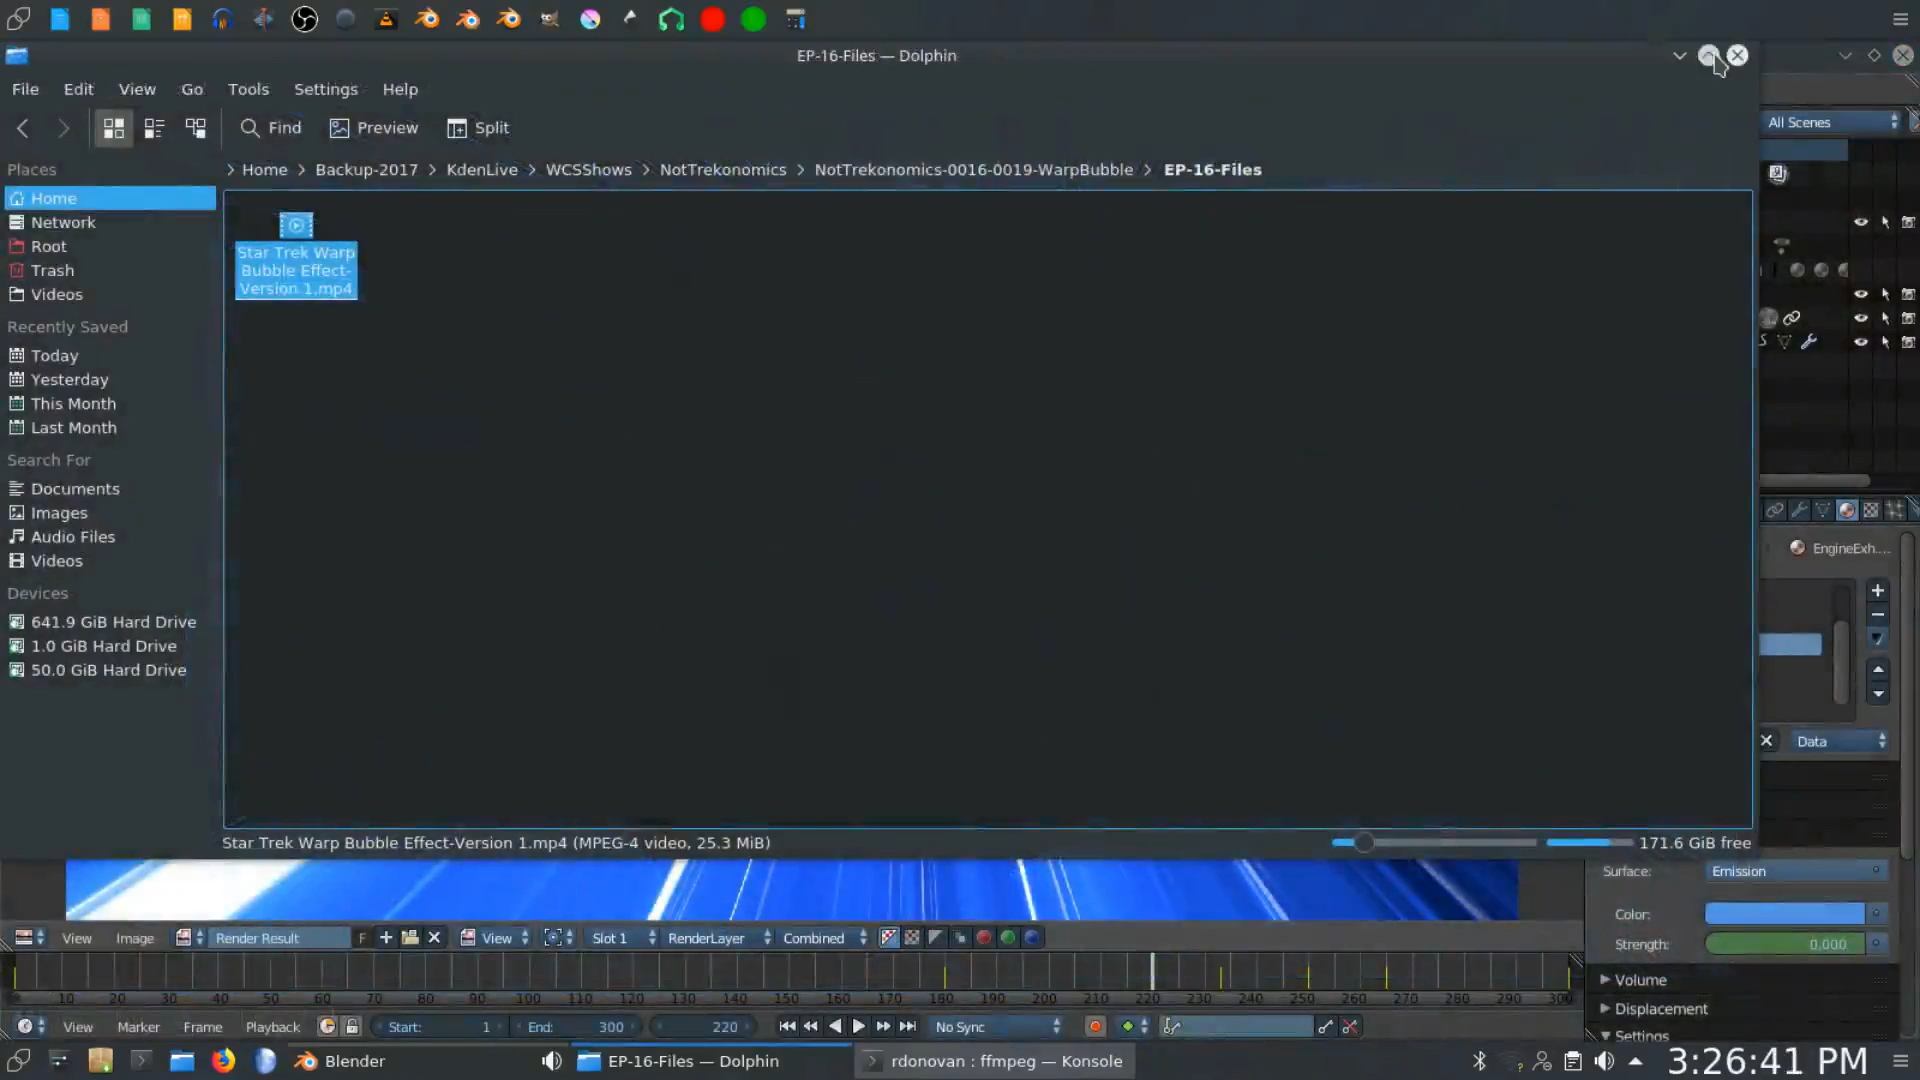 EP-16-Files — Dolphin
File Edit View Go Tools Settings Help
Find Preview Split
Home Backup-2017 KdenLive WCSShows NotTrekonomics NotTrekonomics-0016-0019-WarpBubble EP-16-Files
Places
Home
Network
Root
Trash
Videos
Recently Saved
Today
Yesterday
This Month
Last Month
Search For
Documents
Images
Audio Files
Videos
Devices
641.9 GiB Hard Drive
1.0 GiB Hard Drive
50.0 GiB Hard Drive
Star Trek Warp
Bubble Effect-
Version 1.mp4
Star Trek Warp Bubble Effect-Version 1.mp4 (MPEG-4 video, 25.3 MiB)
171.6 GiB free
All Scenes
EngineExh....
Data
Surface: Emission
Color:
Strength: 0.000
Volume
Displacement
Settings
View Image Render Result F View Slot 1 RenderLayer Combined
10 20 30 40 50 60 70 80 90 100 110 120 130 140 150 160 170 180 190 200 210 220 230 240 250 260 270 280 290 300
View Marker Frame Playback Start: 1 End: 300 220 No Sync
Blender EP-16-Files — Dolphin rdonovan : ffmpeg — Konsole 3:26:41 PM